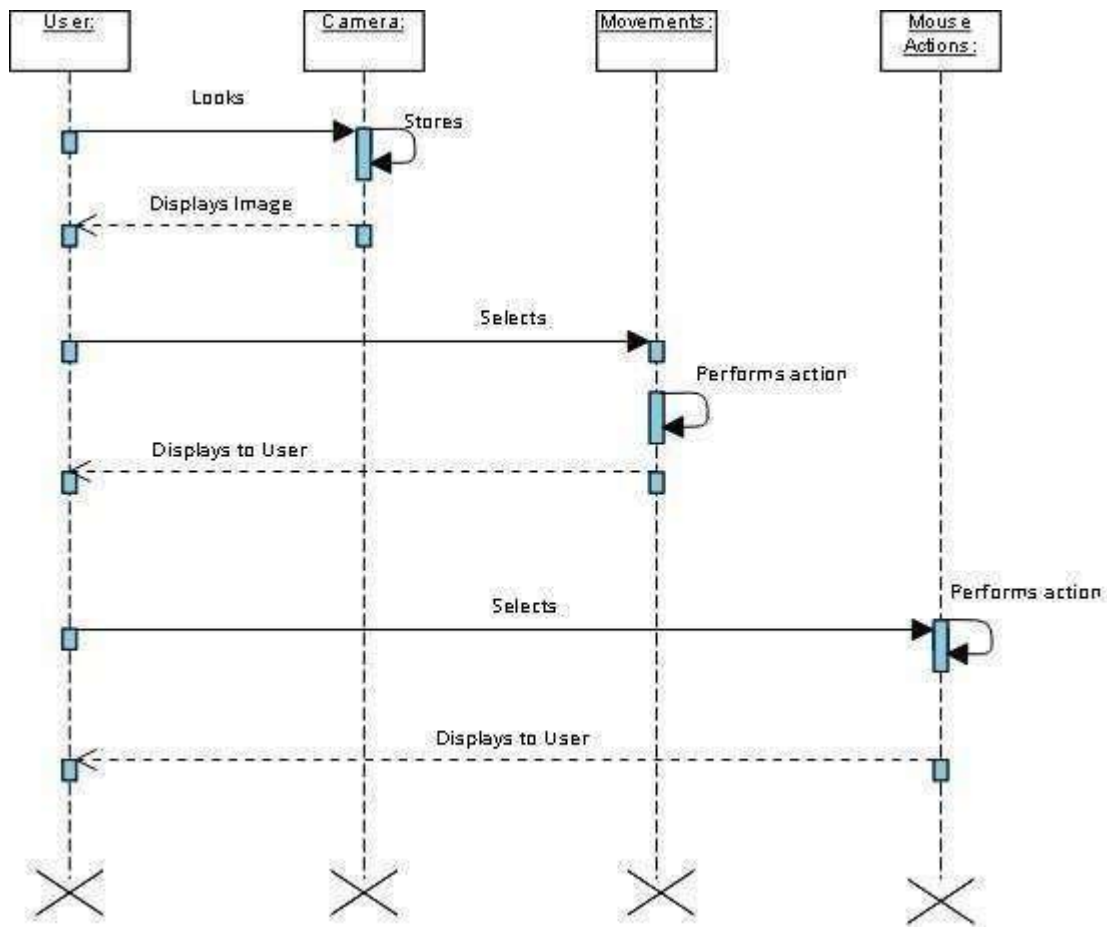 User:
Camera:
Movements:
Mouse
Actions:
Looks
Stores
Displays Image
Selects
Performs action
Displays to User
Performs action
Selects
Displays to User